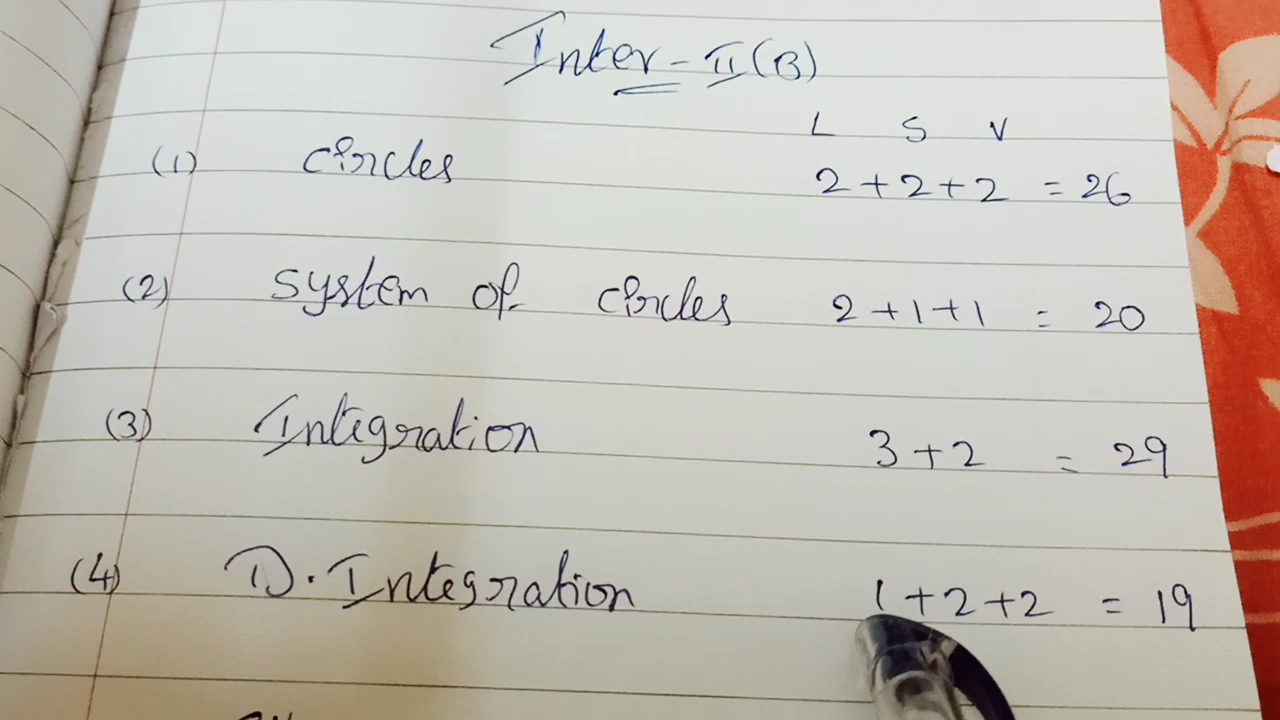 Inter - II(B)
L S V
(1) circles 2+2+2 = 26
(2) system of circles 2+1+1 = 20
(3) Integration 3+2 = 29
(4) D. Integration 1+2+2 = 19